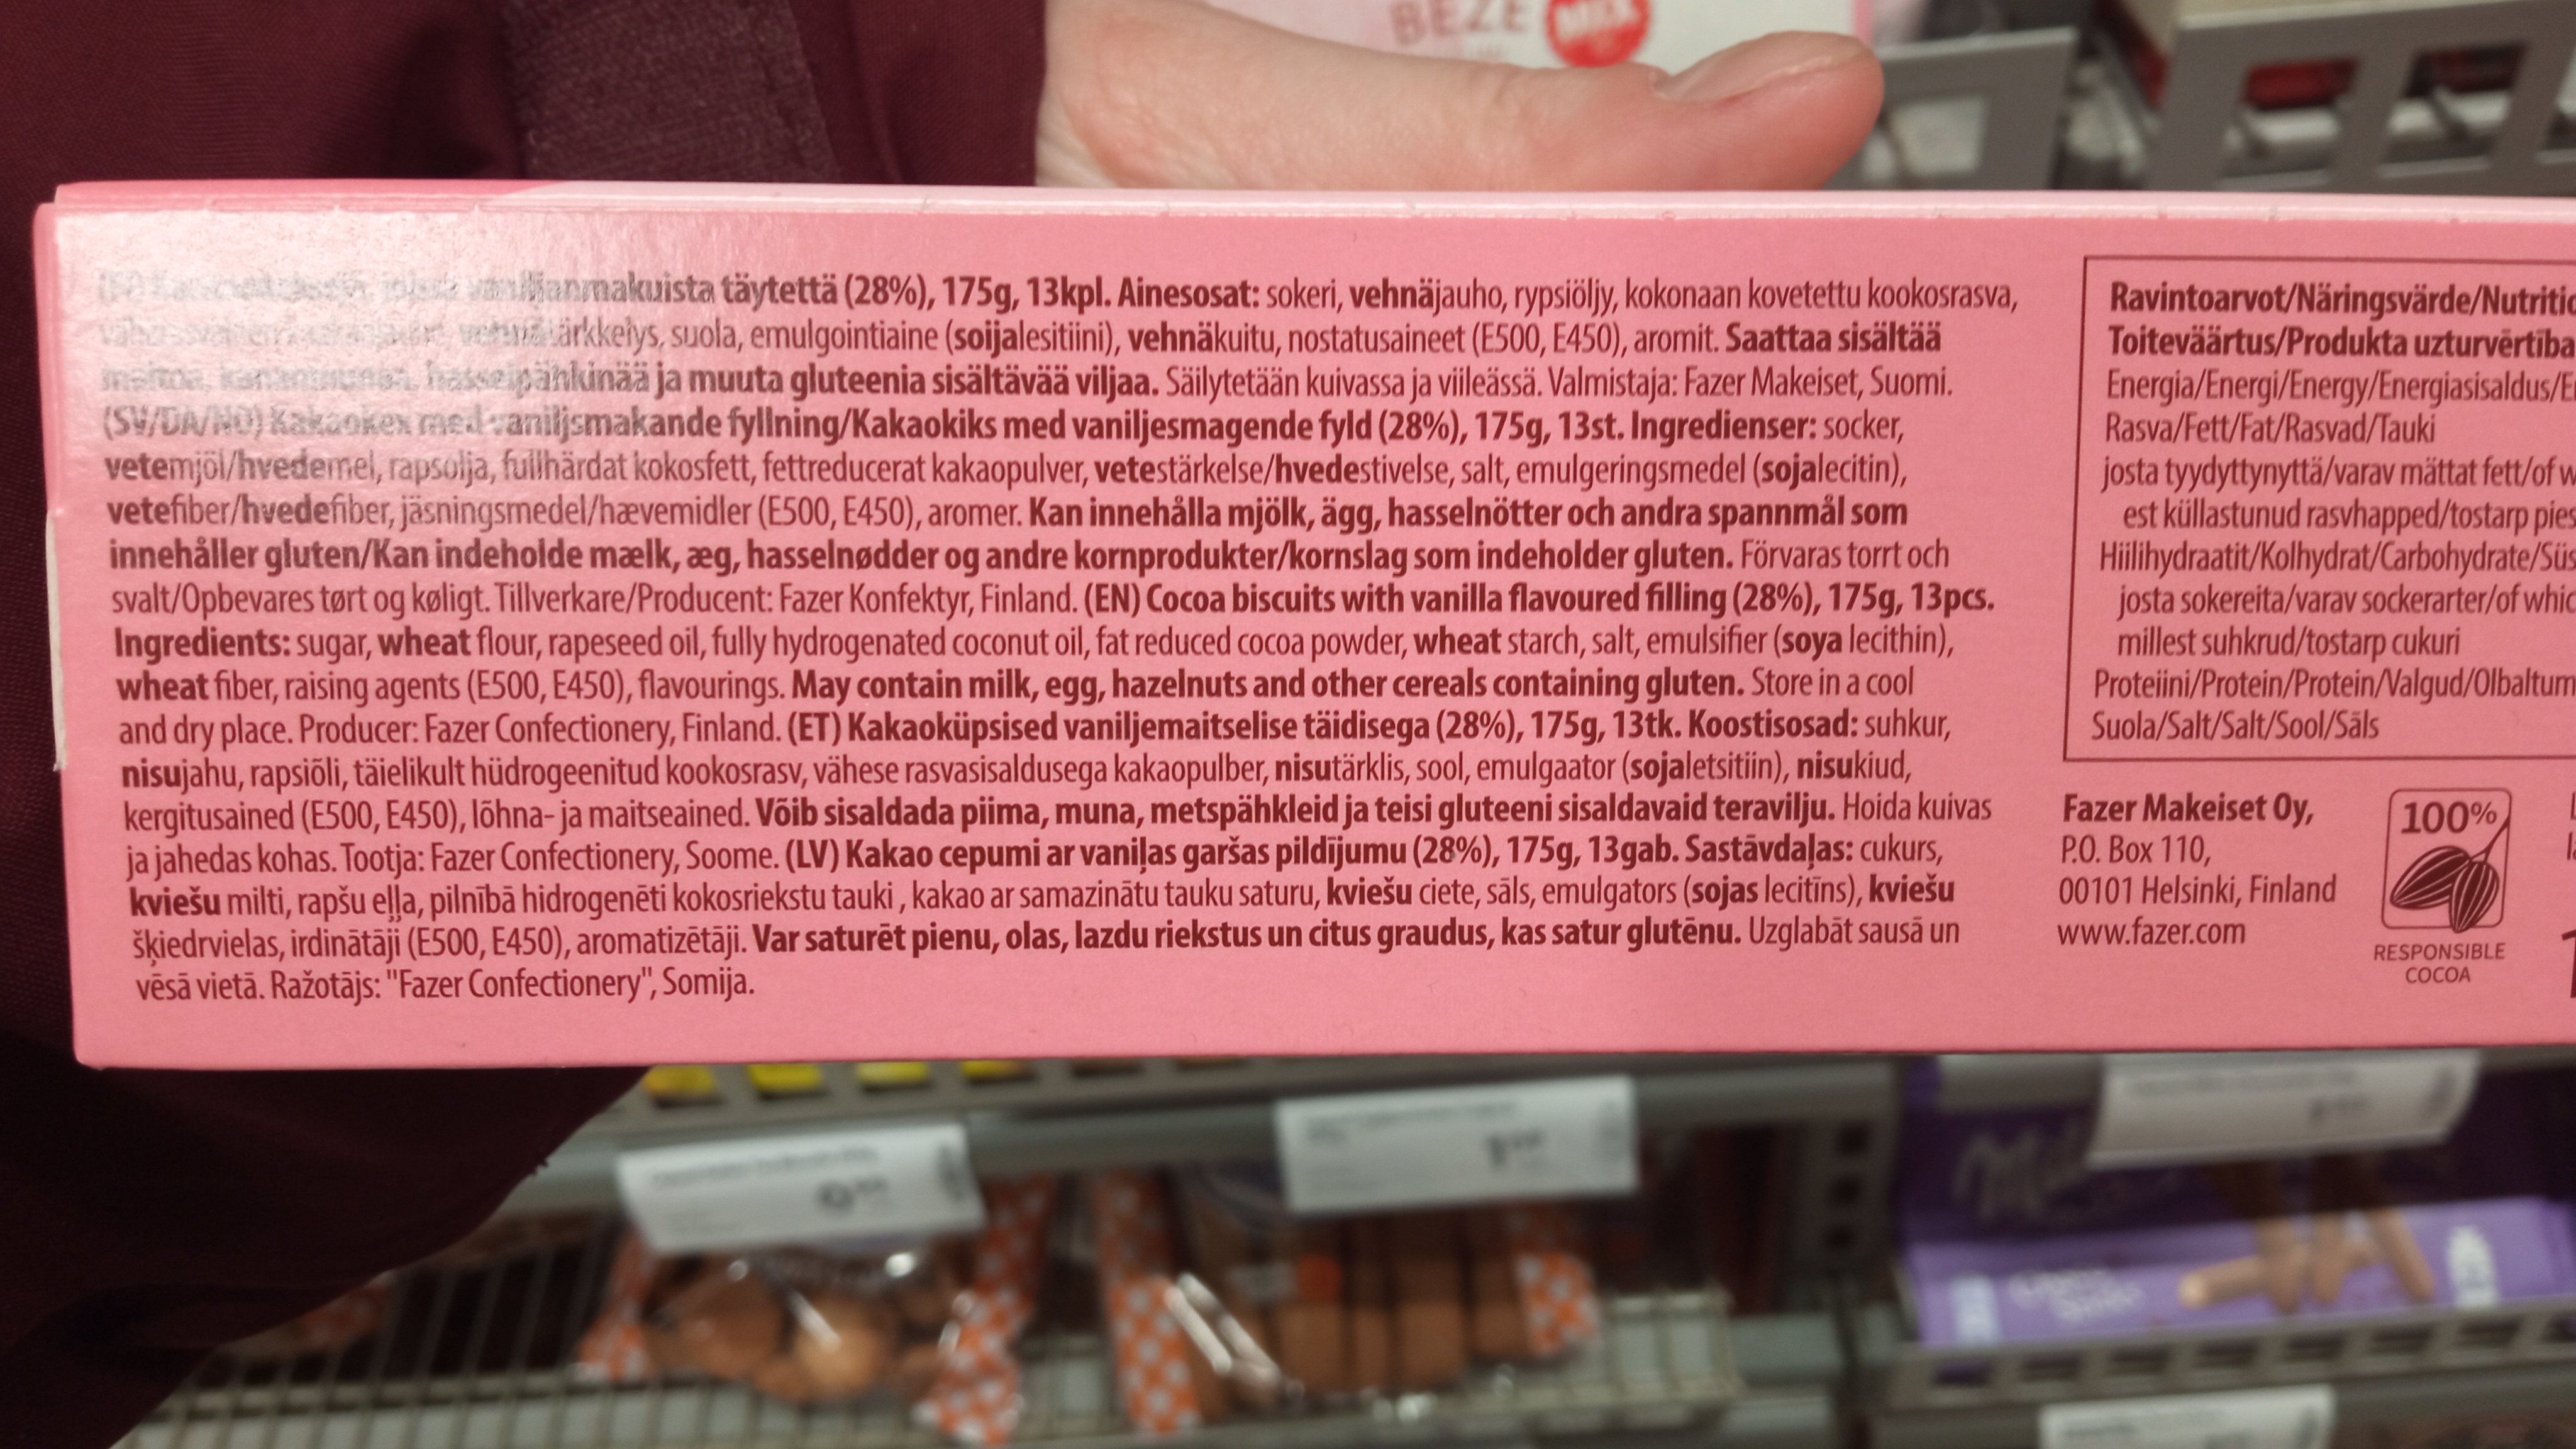 BEZE
MIX
vaniljanmakuista täytettä (28%), 175g, 13kpl. Ainesosat: sokeri, vehnäjauho, rypsiöljy, kokonaan kovetettu kookosrasva,
vehnätärkkelys, suola, emulgointiaine (soijalesitiini), vehnäkuitu, nostatusaineet (E500, E450), aromit. Saattaa sisältää
maitoa, kananmunaa, hasselpähkinää ja muuta gluteenia sisältävää viljaa. Säilytetään kuivassa ja viileässä. Valmistaja: Fazer Makeiset, Suomi.
(SV/DA/NO) Kakaokex med vaniljsmakande fyllning/Kakaokiks med vaniljesmagende fyld (28%), 175g, 13st. Ingredienser: socker,
vetemjöl/hvedemel, rapsolja, fullhärdat kokosfett, fettreducerat kakaopulver, vetestärkelse/hvedestivelse, salt, emulgeringsmedel (sojalecitin),
vetefiber/hvedefiber, jäsningsmedel/hævemidler (E500, E450), aromer. Kan innehålla mjölk, ägg, hasselnötter och andra spannmål som
innehåller gluten/Kan indeholde mælk, æg, hasselnødder og andre kornprodukter/kornslag som indeholder gluten. Förvaras torrt och
svalt/Opbevares tørt og køligt. Tillverkare/Producent: Fazer Konfektyr, Finland. (EN) Cocoa biscuits with vanilla flavoured filling (28%), 175g, 13pcs.
Ingredients: sugar, wheat flour, rapeseed oil, fully hydrogenated coconut oil, fat reduced cocoa powder, wheat starch, salt, emulsifier (soya lecithin),
wheat fiber, raising agents (E500, E450), flavourings. May contain milk, egg, hazelnuts and other cereals containing gluten. Store in a cool
and dry place. Producer: Fazer Confectionery, Finland. (ET) Kakaoküpsised vaniljemaitselise täidisega (28%), 175g, 13tk. Koostisosad: suhkur,
nisujahu, rapsiõli, täielikult hüdrogeenitud kookosrasv, vähese rasvasisaldusega kakaopulber, nisutärklis, sool, emulgaator (sojaletsitiin), nisukiud,
kergitusained (E500, E450), lõhna- ja maitseained. Võib sisaldada piima, muna, metspähkleid ja teisi gluteeni sisaldavaid teravilju. Hoida kuivas
ja jahedas kohas. Tootja: Fazer Confectionery, Soome. (LV) Kakao cepumi ar vaniļas garšas pildījumu (28%), 175g, 13gab. Sastāvdaļas: cukurs,
kviešu milti, rapšu eļļa, pilnībā hidrogenēti kokosriekstu tauki , kakao ar samazinātu tauku saturu, kviešu ciete, sāls, emulgators (sojas lecitīns), kviešu
šķiedrvielas, irdinātāji (E500, E450), aromatizētāji. Var saturēt pienu, olas, lazdu riekstus un citus graudus, kas satur glutēnu. Uzglabāt sausā un
vēsā vietā. Ražotājs: "Fazer Confectionery", Somija.
Ravintoarvot/Näringsvärde/Nutritio
Toiteväärtus/Produkta uzturvērtība
Energia/Energi/Energy/Energiasisaldus/E
Rasva/Fett/Fat/Rasvad/Tauki
josta tyydyttynyttä/varav mättat fett/of w
est küllastunud rasvhapped/tostarp pies
Hiilihydraatit/Kolhydrat/Carbohydrate/Süs
josta sokereita/varav sockerarter/of whic
millest suhkrud/tostarp cukuri
Proteiini/Protein/Protein/Valgud/Olbaltum
Suola/Salt/Salt/Sool/Sāls
Fazer Makeiset Oy,
P.O. Box 110,
00101 Helsinki, Finland
www.fazer.com
100%
RESPONSIBLE
COCOA